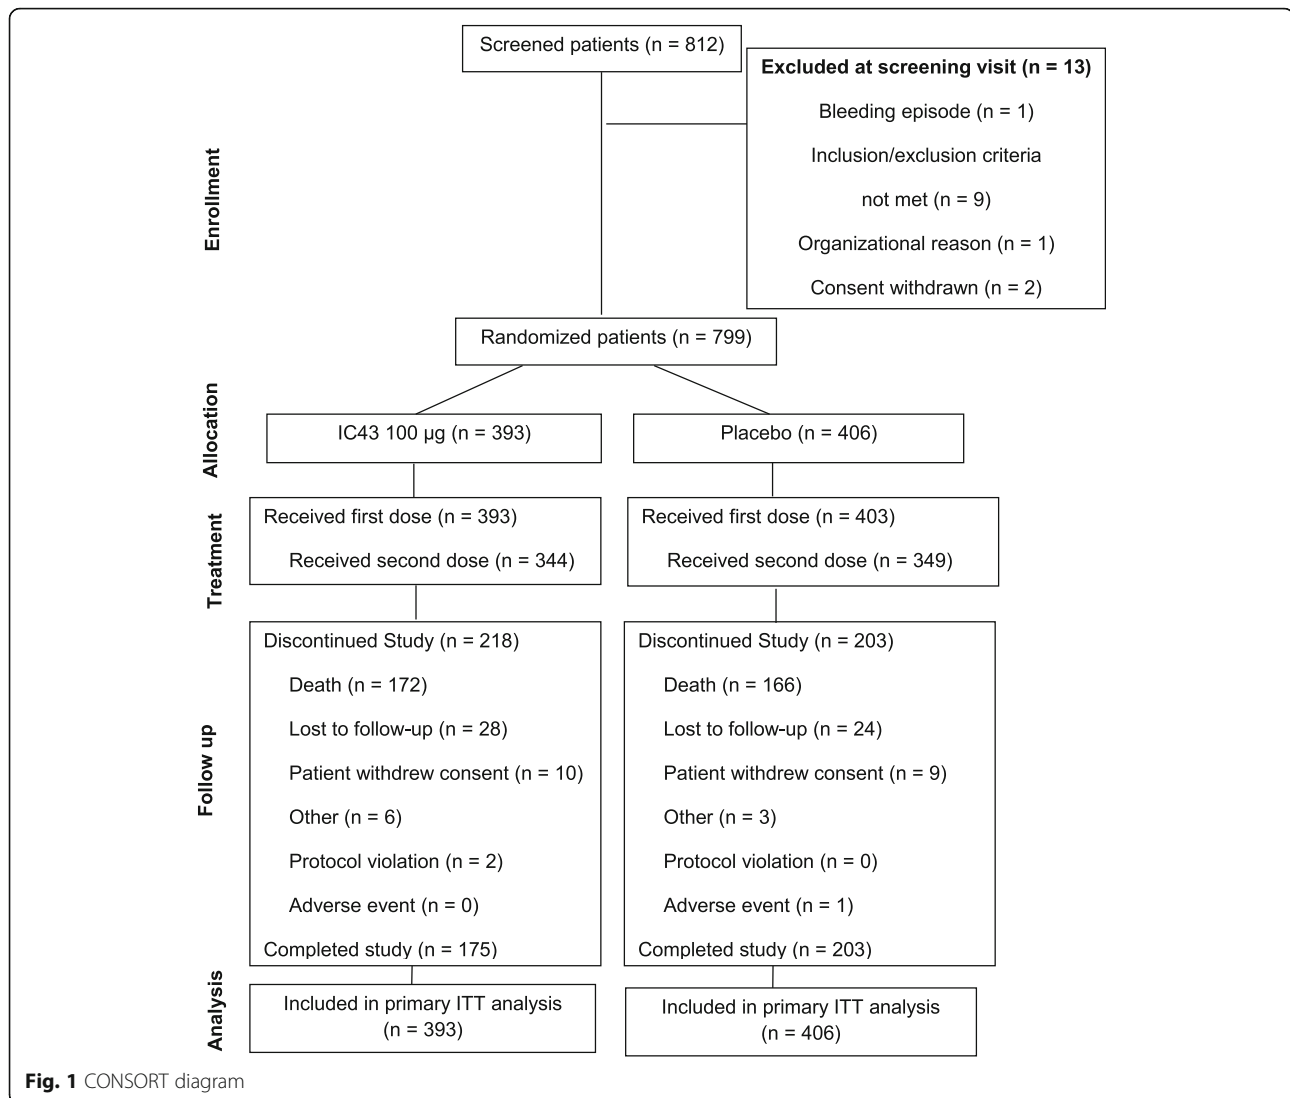 Screened patients (n = 812)
Excluded at screening visit (n = 13)
Bleeding episode (n = 1)
Inclusion/exclusion criteria
not met (n = 9)
Organizational reason (n = 1)
Consent withdrawn (n = 2)
Enrollment
Randomized patients (n = 799)
Allocation
IC43 100 µg (n = 393)
Placebo (n = 406)
Treatment
Received first dose (n = 393)
Received second dose (n = 344)
Received first dose (n = 403)
Received second dose (n = 349)
Follow up
Discontinued Study (n = 218)
Death (n = 172)
Lost to follow-up (n = 28)
Patient withdrew consent (n = 10)
Other (n = 6)
Protocol violation (n = 2)
Adverse event (n = 0)
Completed study (n = 175)
Discontinued Study (n = 203)
Death (n = 166)
Lost to follow-up (n = 24)
Patient withdrew consent (n = 9)
Other (n = 3)
Protocol violation (n = 0)
Adverse event (n = 1)
Completed study (n = 203)
Analysis
Included in primary ITT analysis
(n = 393)
Included in primary ITT analysis
(n = 406)
Fig. 1 CONSORT diagram